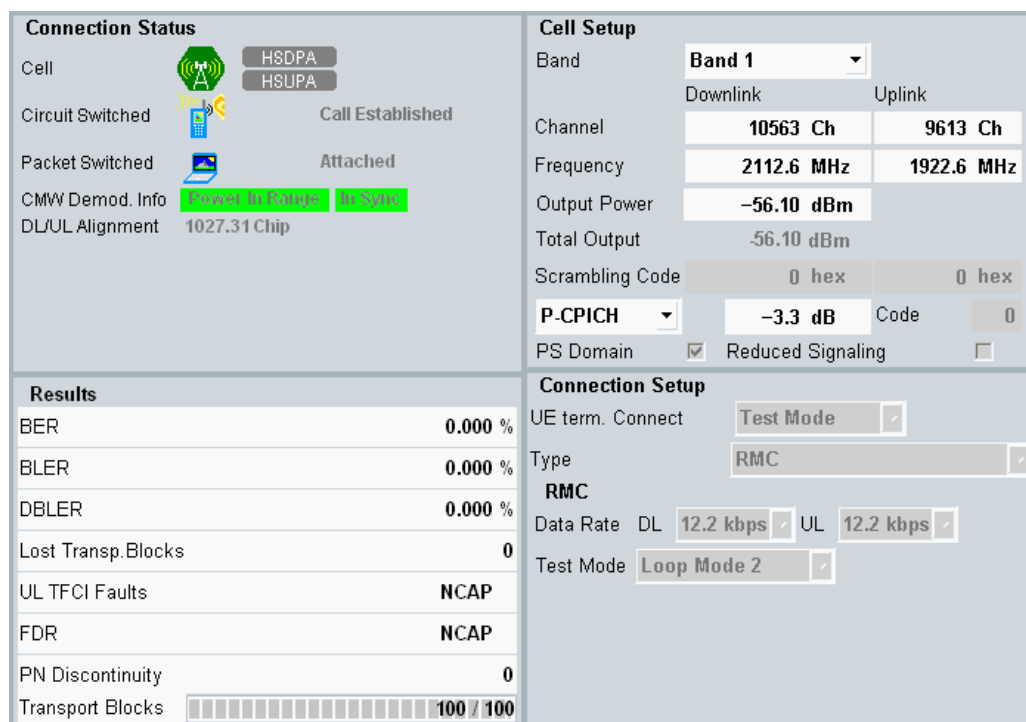 Connection Status
Cell HSDPA
HSUPA
Circuit Switched Call Established
Packet Switched Attached
CMW Demod. Info Power In Range In Sync
DL/UL Alignment 1027.31 Chip
Cell Setup
Band Band 1
Downlink Uplink
Channel 10563 Ch 9613 Ch
Frequency 2112.6 MHz 1922.6 MHz
Output Power −56.10 dBm
Total Output -56.10 dBm
Scrambling Code 0 hex 0 hex
P-CPICH −3.3 dB Code 0
PS Domain Reduced Signaling
Results
BER 0.000 %
BLER 0.000 %
DBLER 0.000 %
Lost Transp.Blocks 0
UL TFCI Faults NCAP
FDR NCAP
PN Discontinuity 0
Transport Blocks 100 / 100
Connection Setup
UE term. Connect Test Mode
Type RMC
RMC
Data Rate DL 12.2 kbps UL 12.2 kbps
Test Mode Loop Mode 2